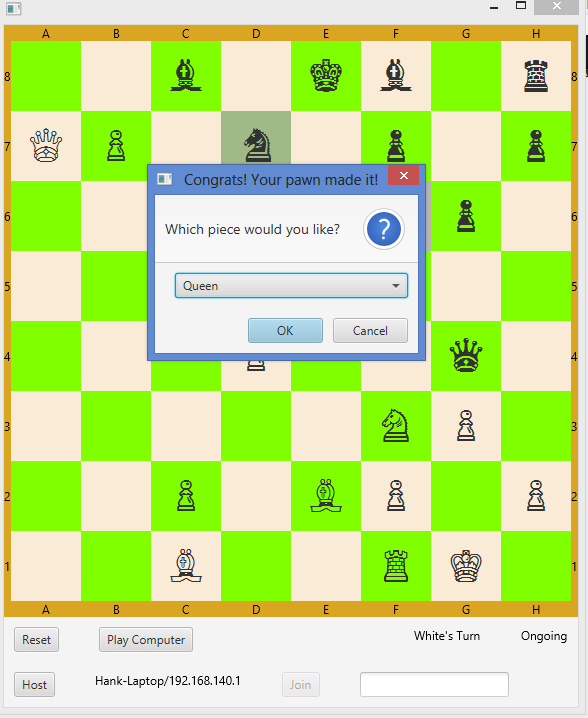 A B C D E F G H
8 8
7 7
Congrats! Your pawn made it!
6 6
Which piece would you like?
?
5 5
Queen
OK Cancel
4 4
3 3
2 2
1 1
A B C D E F G H
Reset Play Computer White's Turn Ongoing
Host Hank-Laptop/192.168.140.1 Join